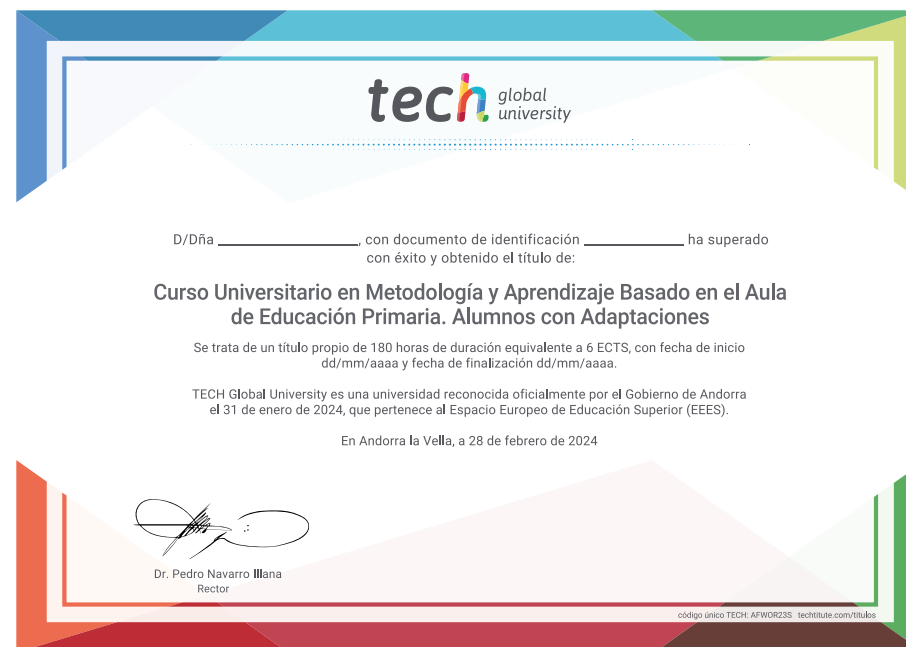 tech global
university
D/Dña ____________________, con documento de identificación ______________ ha superado
con éxito y obtenido el título de:
Curso Universitario en Metodología y Aprendizaje Basado en el Aula
de Educación Primaria. Alumnos con Adaptaciones
Se trata de un título propio de 180 horas de duración equivalente a 6 ECTS, con fecha de inicio
dd/mm/aaaa y fecha de finalización dd/mm/aaaa.
TECH Global University es una universidad reconocida oficialmente por el Gobierno de Andorra
el 31 de enero de 2024, que pertenece al Espacio Europeo de Educación Superior (EEES).
En Andorra la Vella, a 28 de febrero de 2024
Dr. Pedro Navarro Illana
Rector
código único TECH: AFWOR23S techtitute.com/titulos